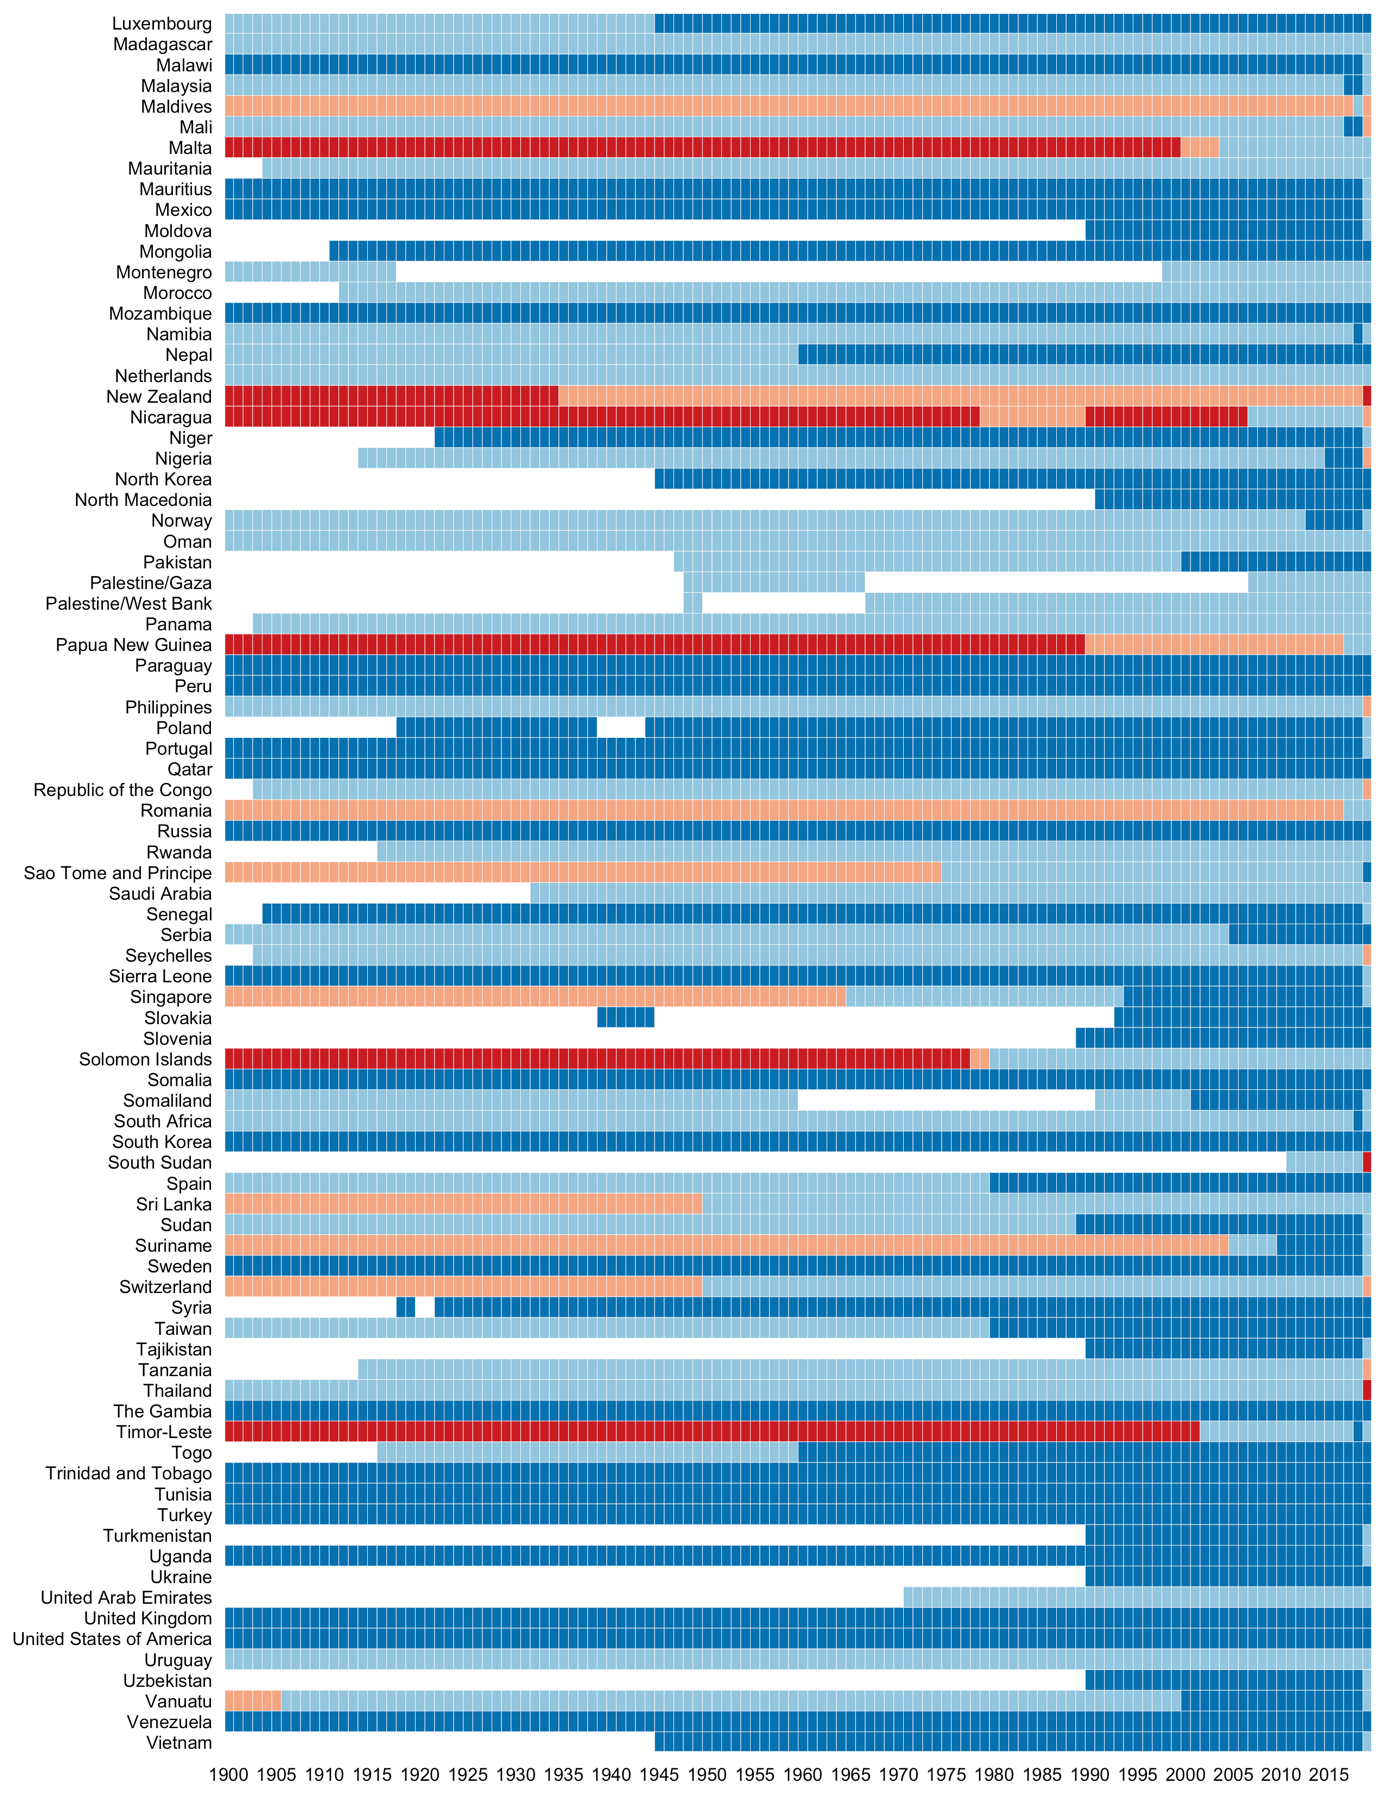 Luxembourg
Madagascar
Malawi
Malaysia
Maldives
Mali
Malta
Mauritania
Mauritius
Mexico
Moldova
Mongolia
Montenegro
Morocco
Mozambique
Namibia
Nepal
Netherlands
New Zealand
Nicaragua
Niger
Nigeria
North Korea
North Macedonia
Norway
Oman
Pakistan
Palestine/Gaza
Palestine/West Bank
Panama
Papua New Guinea
Paraguay
Peru
Philippines
Poland
Portugal
Qatar
Republic of the Congo
Romania
Russia
Rwanda
Sao Tome and Principe
Saudi Arabia
Senegal
Serbia
Seychelles
Sierra Leone
Singapore
Slovakia
Slovenia
Solomon Islands
Somalia
Somaliland
South Africa
South Korea
South Sudan
Spain
Sri Lanka
Sudan
Suriname
Sweden
Switzerland
Syria
Taiwan
Tajikistan
Tanzania
Thailand
The Gambia
Timor-Leste
Togo
Trinidad and Tobago
Tunisia
Turkey
Turkmenistan
Uganda
Ukraine
United Arab Emirates
United Kingdom
United States of America
Uruguay
Uzbekistan
Vanuatu
Venezuela
Vietnam
1900 1905 1910 1915 1920 1925 1930 1935 1940 1945 1950 1955 1960 1965 1970 1975 1980 1985 1990 1995 2000 2005 2010 2015